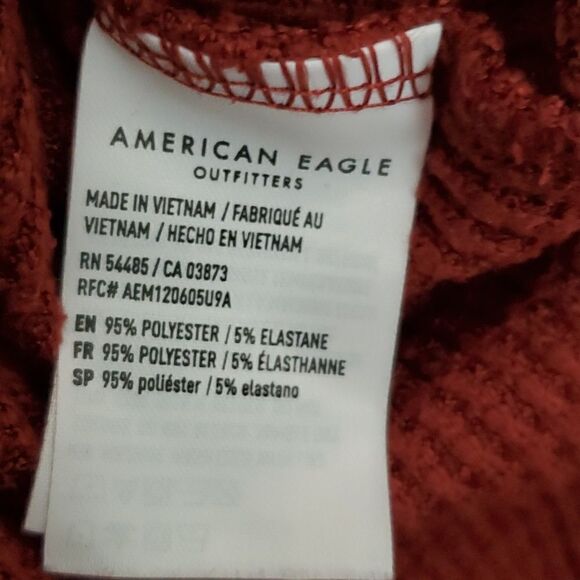 AMERICAN EAGLE
OUTFITTERS
MADE IN VIETNAM / FABRIQUÉ AU
VIETNAM / HECHO EN VIETNAM
RN 54485 / CA 03873
RFC# AEM120605U9A
EN 95% POLYESTER / 5% ELASTANE
FR 95% POLYESTER / 5% ÉLASTHANNE
SP 95% poliéster / 5% elastano